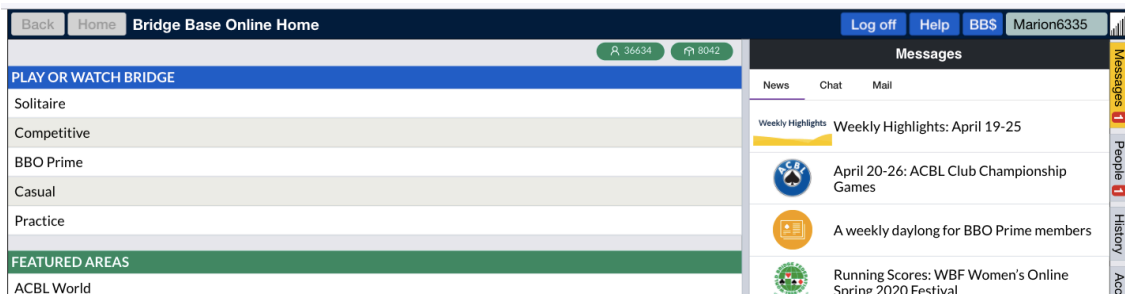 Back Home Bridge Base Online Home Log off Help BB$ Marion6335
36634 8042
PLAY OR WATCH BRIDGE
Solitaire
Competitive
BBO Prime
Casual
Practice
FEATURED AREAS
ACBL World
Messages
News Chat Mail
Weekly Highlights Weekly Highlights: April 19-25
ACBL
April 20-26: ACBL Club Championship
Games
A weekly daylong for BBO Prime members
Running Scores: WBF Women's Online
Spring 2020 Festival
Messages 1
People 1
History
Acc